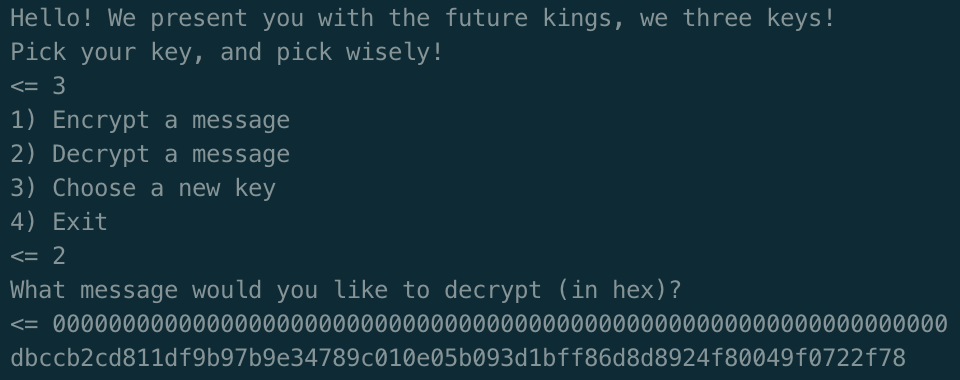 Hello! We present you with the future kings, we three keys!
Pick your key, and pick wisely!
<= 3
1) Encrypt a message
2) Decrypt a message
3) Choose a new key
4) Exit
<= 2
What message would you like to decrypt (in hex)?
<= 0000000000000000000000000000000000000000000000000000000000000000
dbccb2cd811df9b97b9e34789c010e05b093d1bff86d8d8924f80049f0722f78